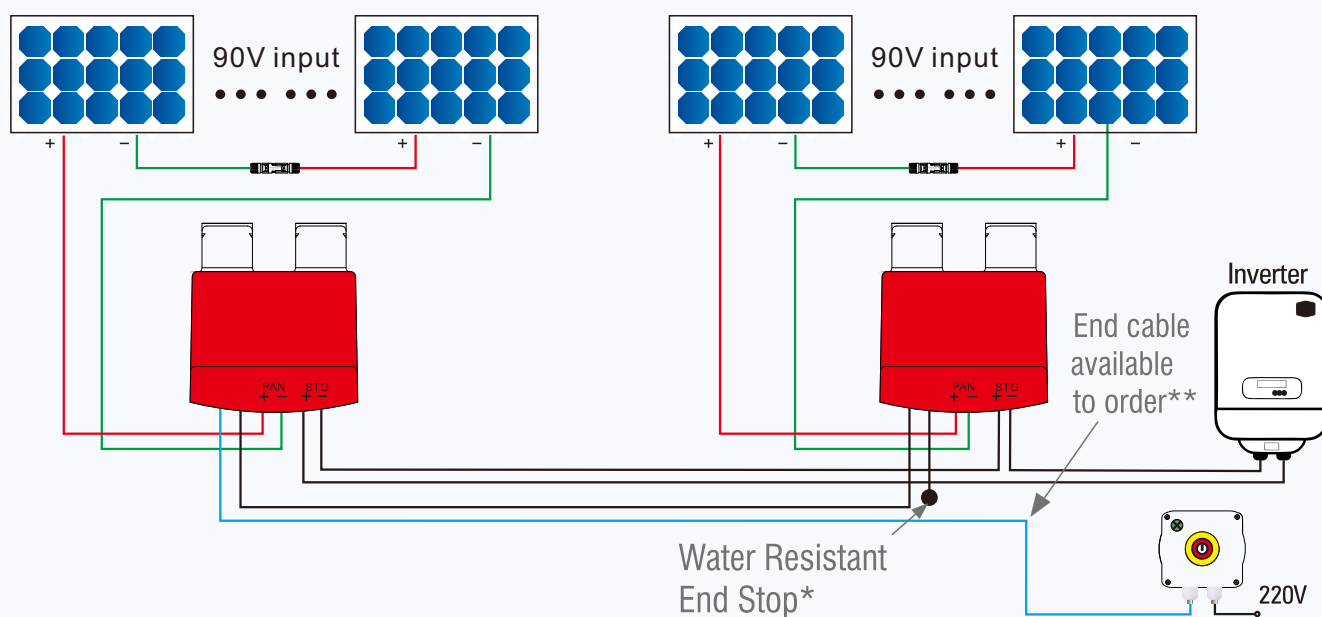 90V input
90V input
+ − + −
+ − + −
Inverter
PAN STG
+ − + −
PAN STG
+ − + −
End cable
available
to order**
Water Resistant
End Stop*
220V